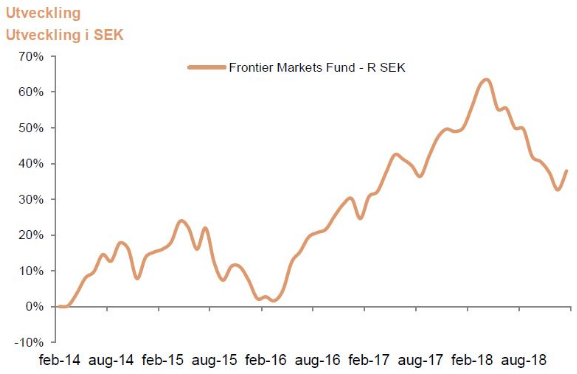 Utveckling
Utveckling i SEK
70%
Frontier Markets Fund - R SEK
60%
50%
40%
30%
20%
10%
0%
-10%
feb-14 aug-14 feb-15 aug-15 feb-16 aug-16 feb-17 aug-17 feb-18 aug-18